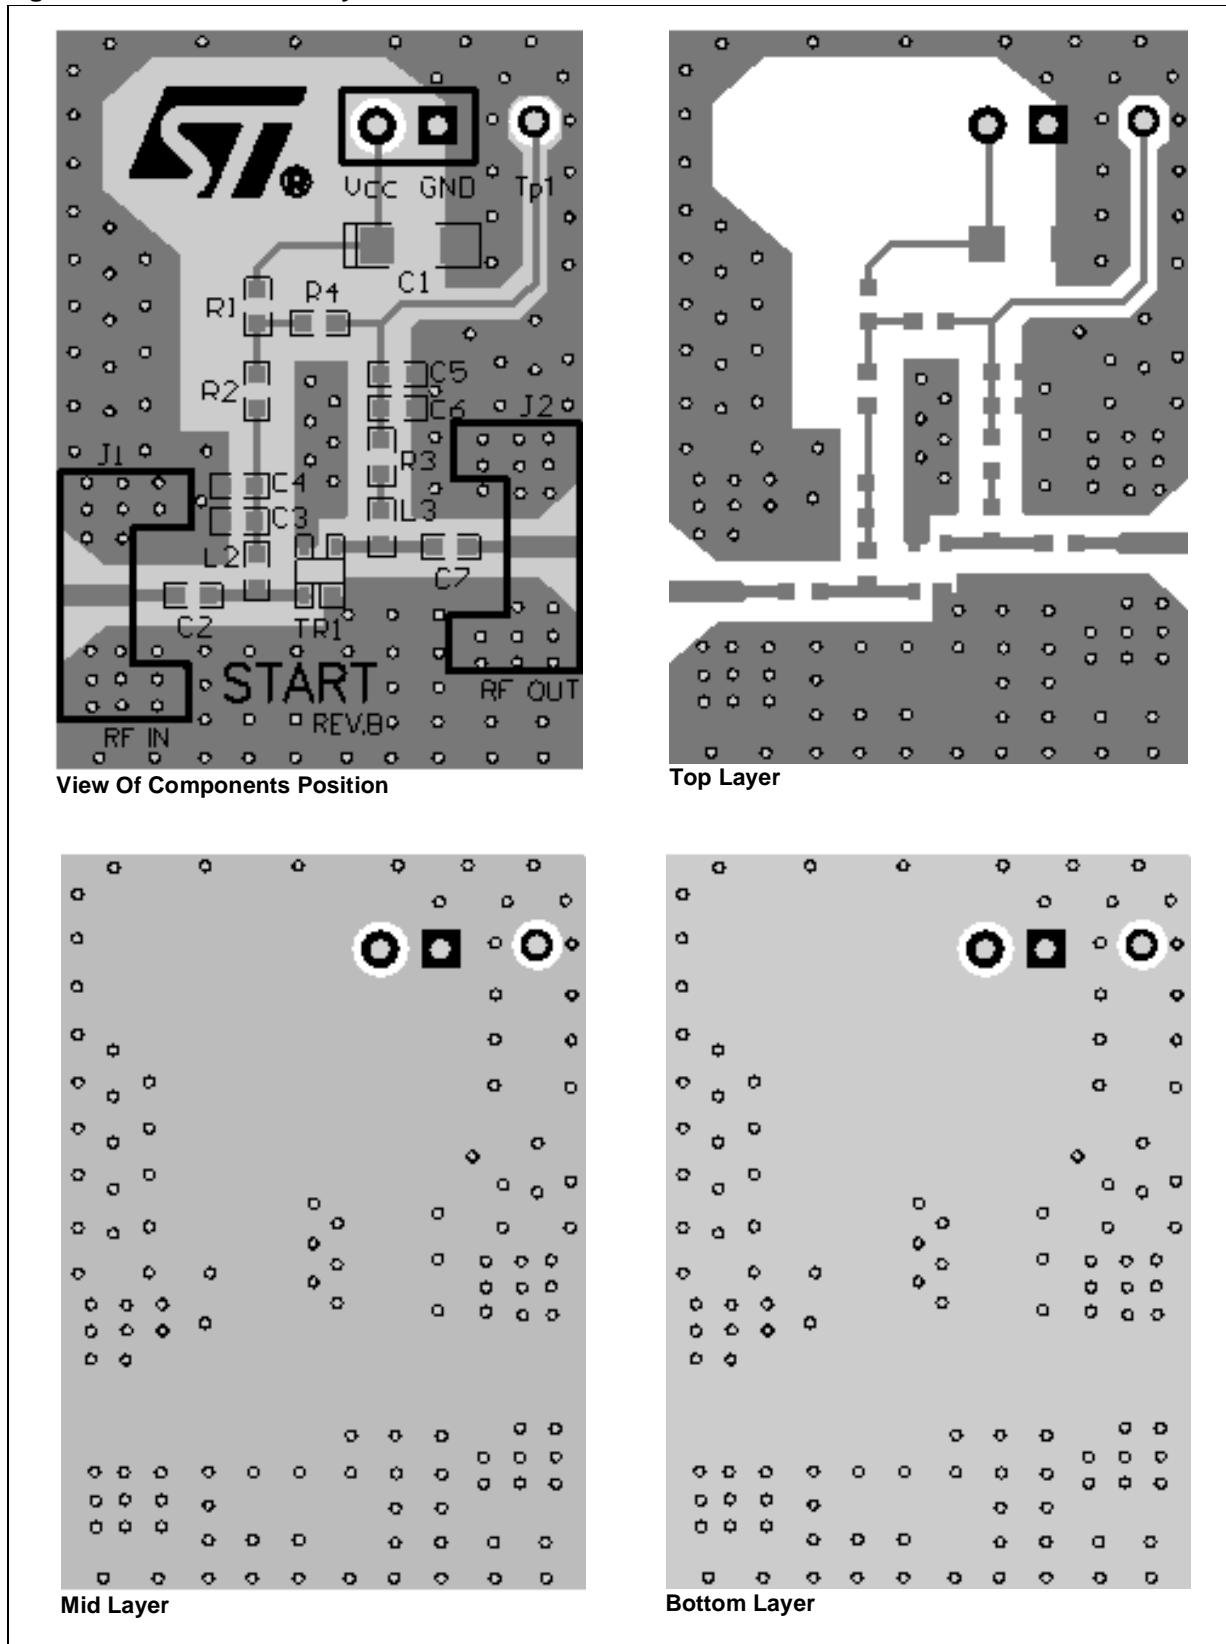 ST®
Vcc GND Tp1
C1
R1 R4
R2 C5
C6 J2
J1
R3
C4
C3 L3
L2
C7
C2 TR1
START
RF OUT
REV.B
RF IN
View Of Components Position
Top Layer
Mid Layer
Bottom Layer